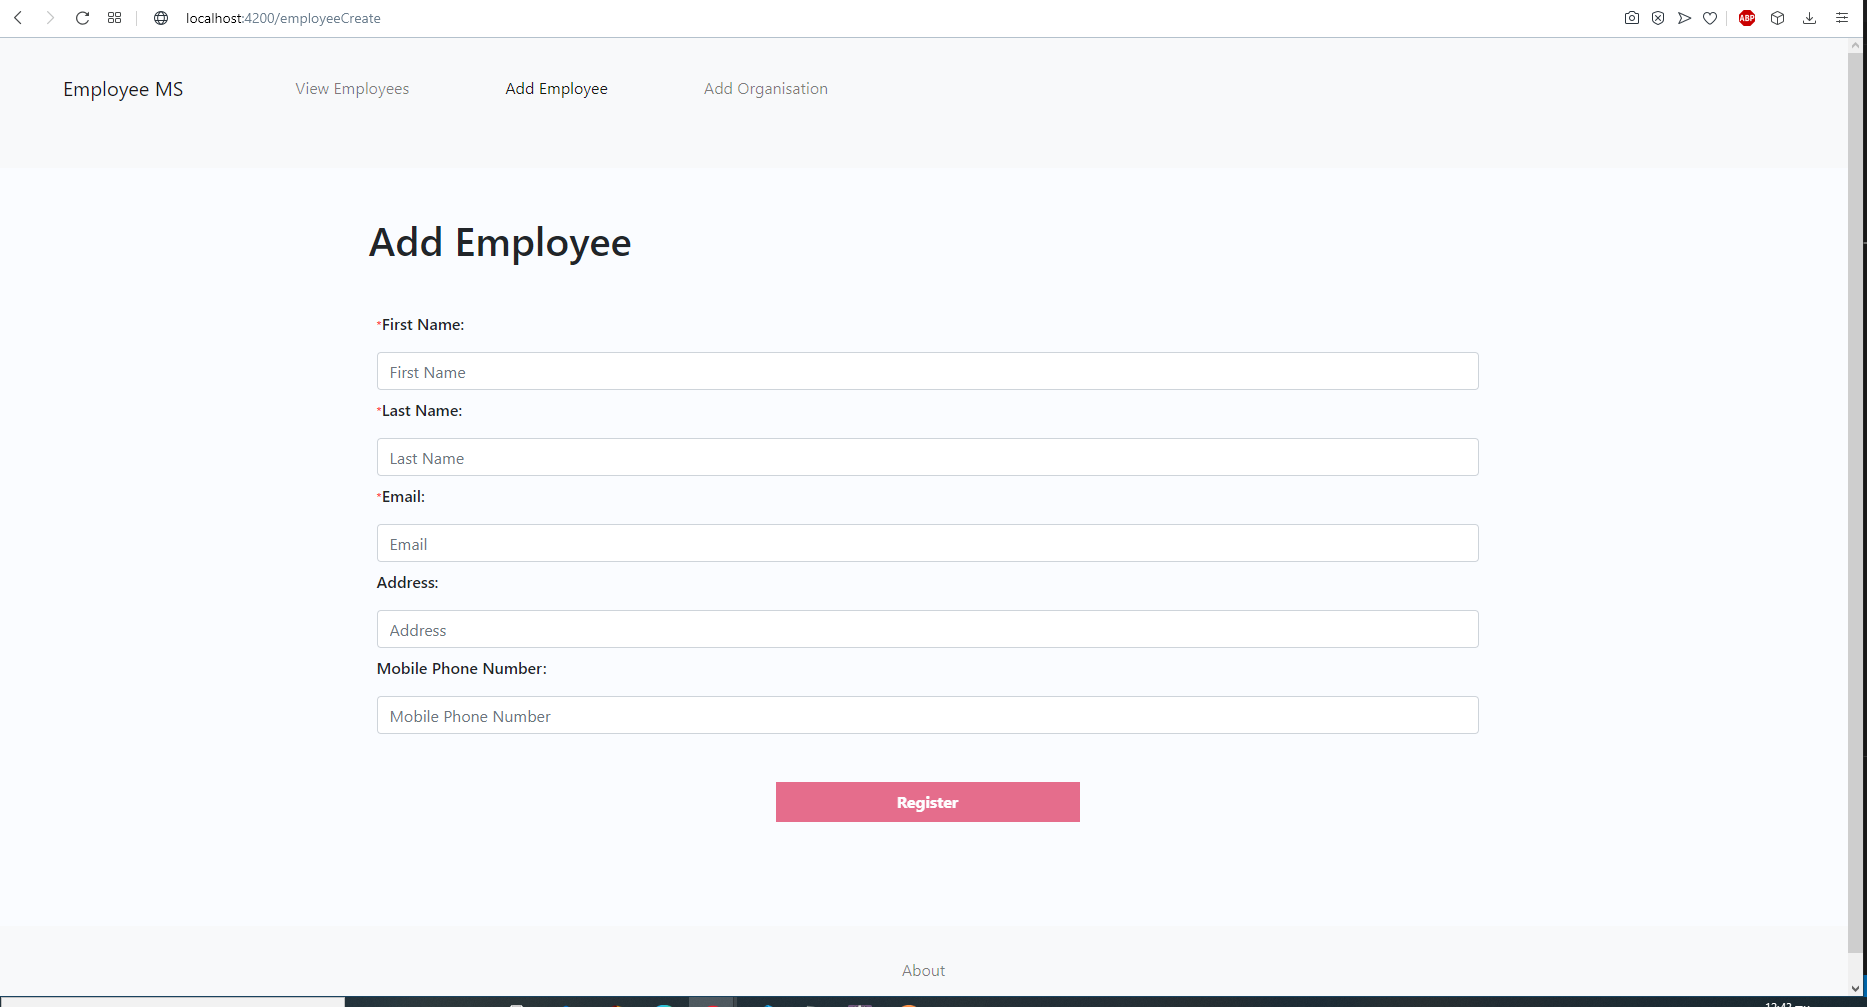 localhost:4200/employeeCreate
ABP
Employee MS View Employees Add Employee Add Organisation
Add Employee
*First Name:
First Name
*Last Name:
Last Name
*Email:
Email
Address:
Address
Mobile Phone Number:
Mobile Phone Number
Register
About